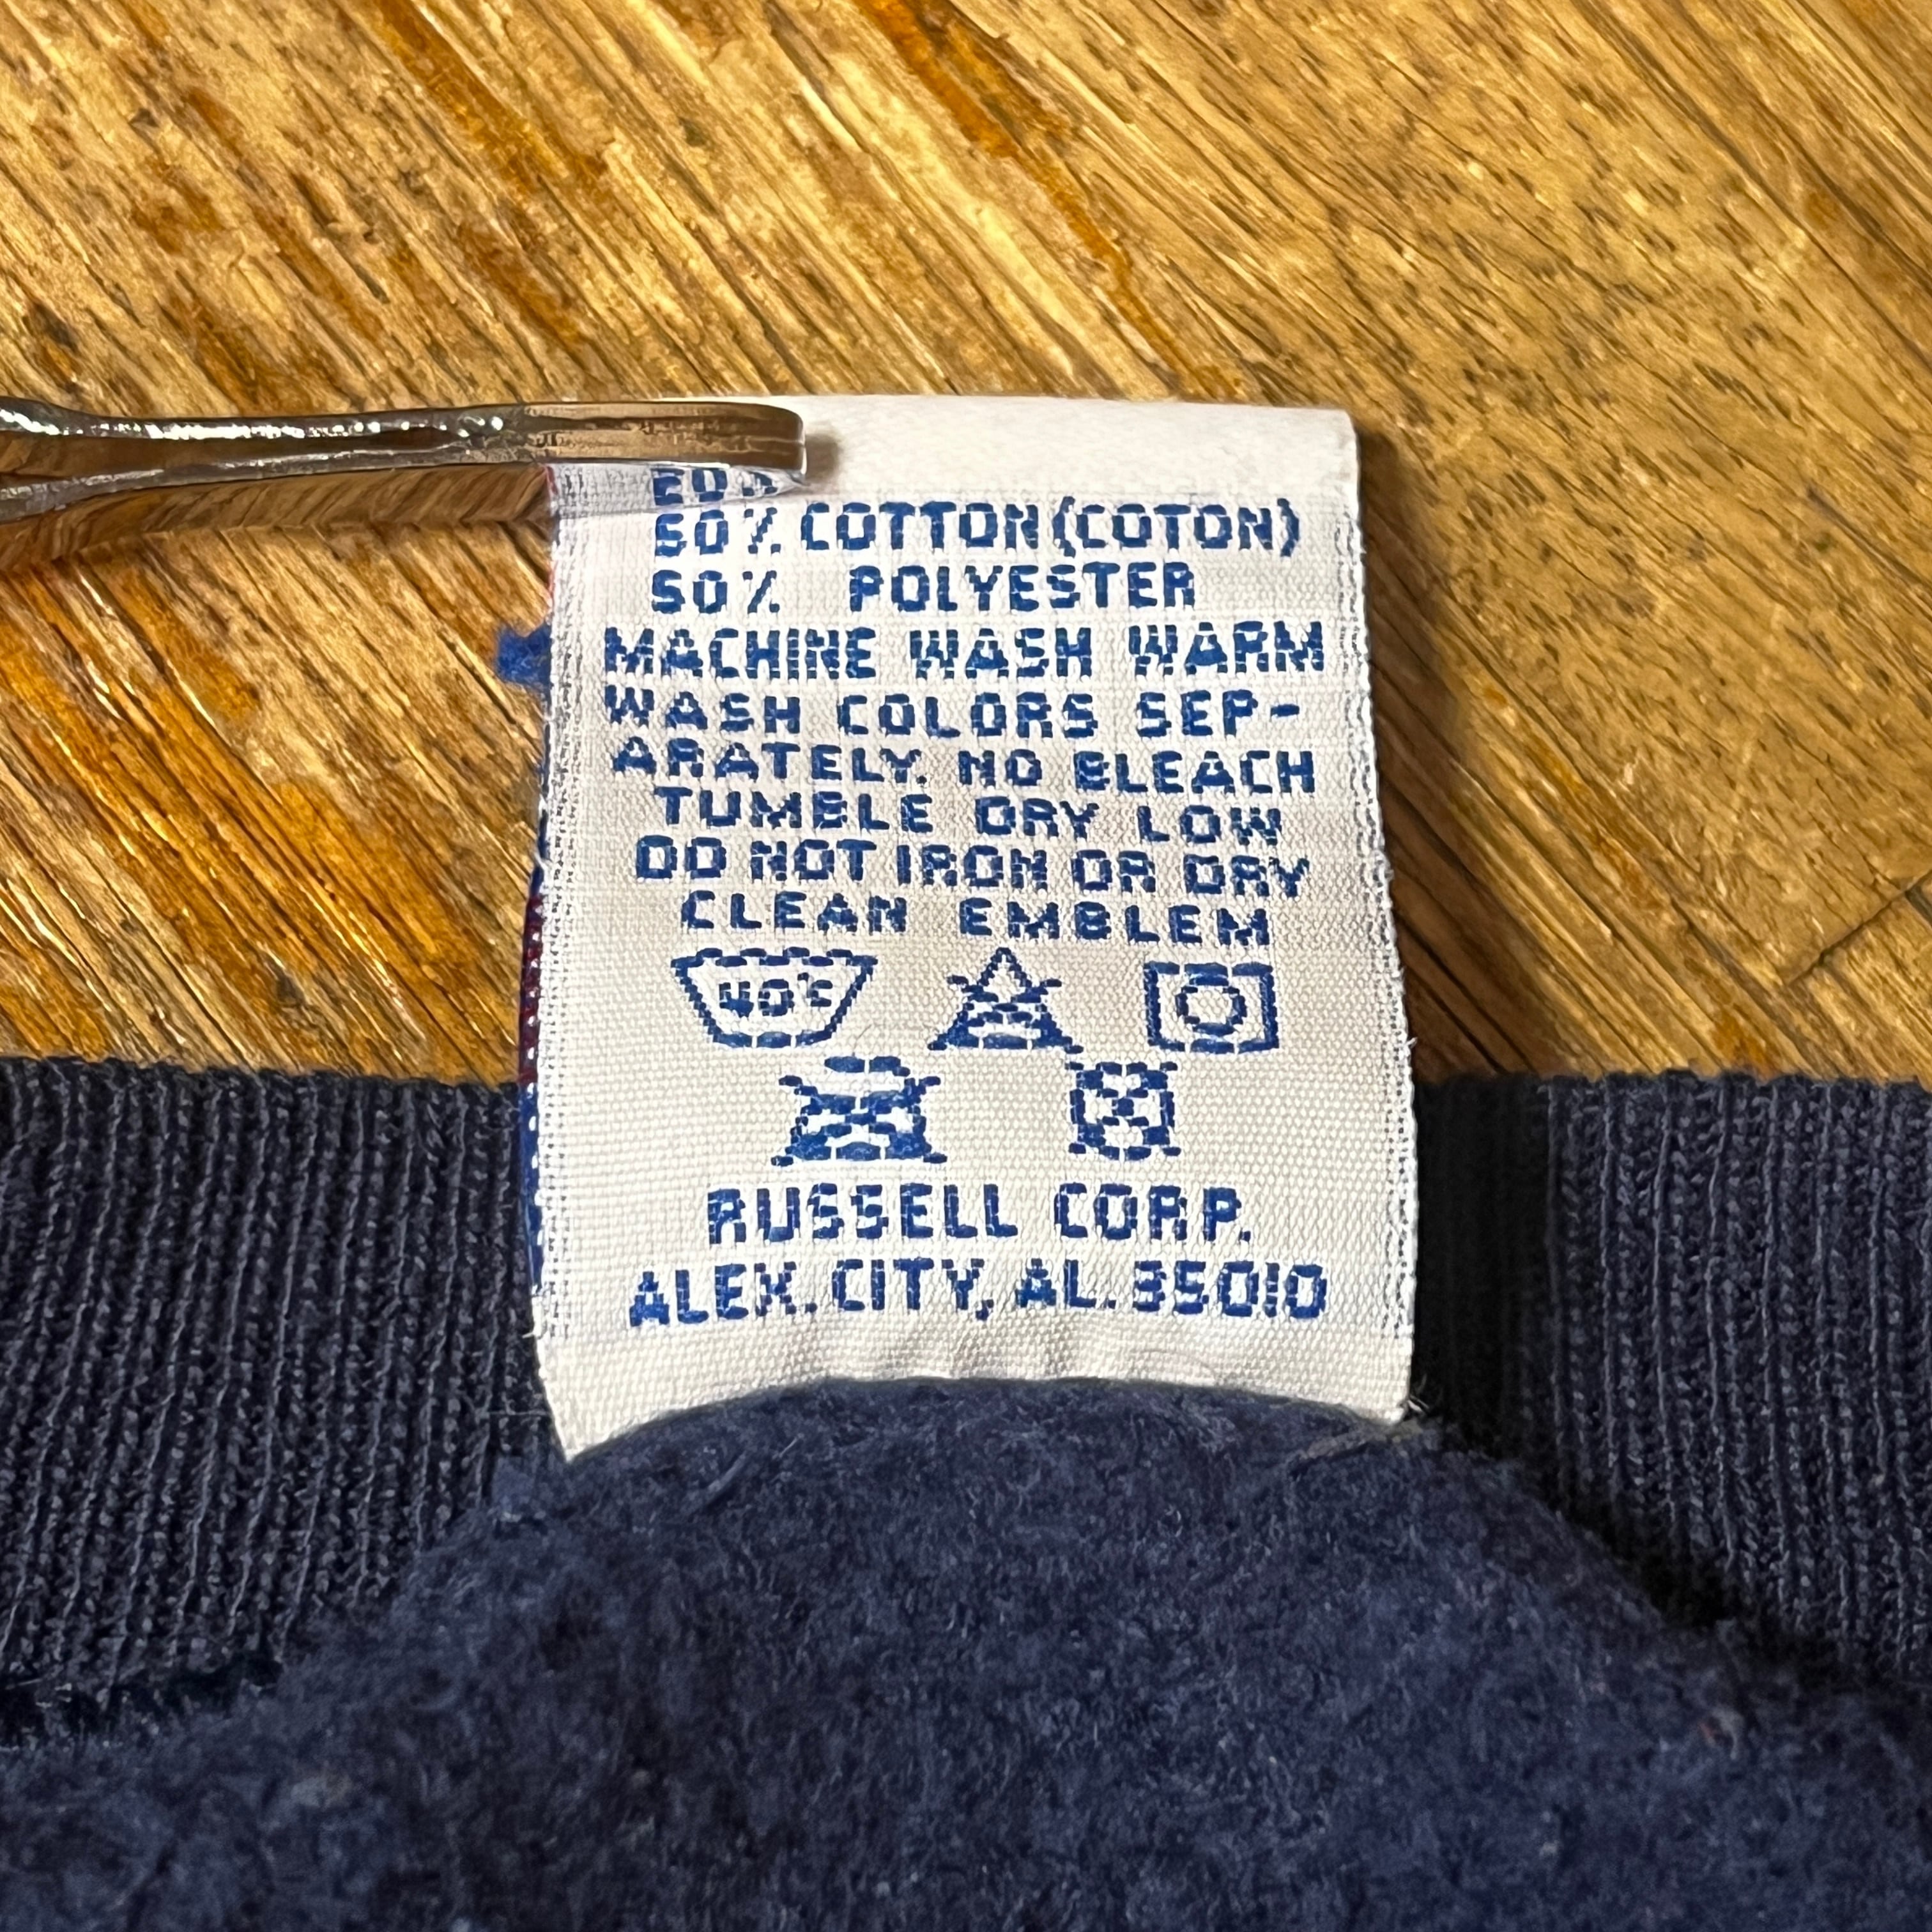 50% COTTON (COTON)
50% POLYESTER
MACHINE WASH WARM
WASH COLORS SEP-
ARATELY. NO BLEACH
TUMBLE DRY LOW
DO NOT IRON OR DRY
CLEAN EMBLEM
40°C
RUSSELL CORP.
ALEX. CITY, AL. 35010